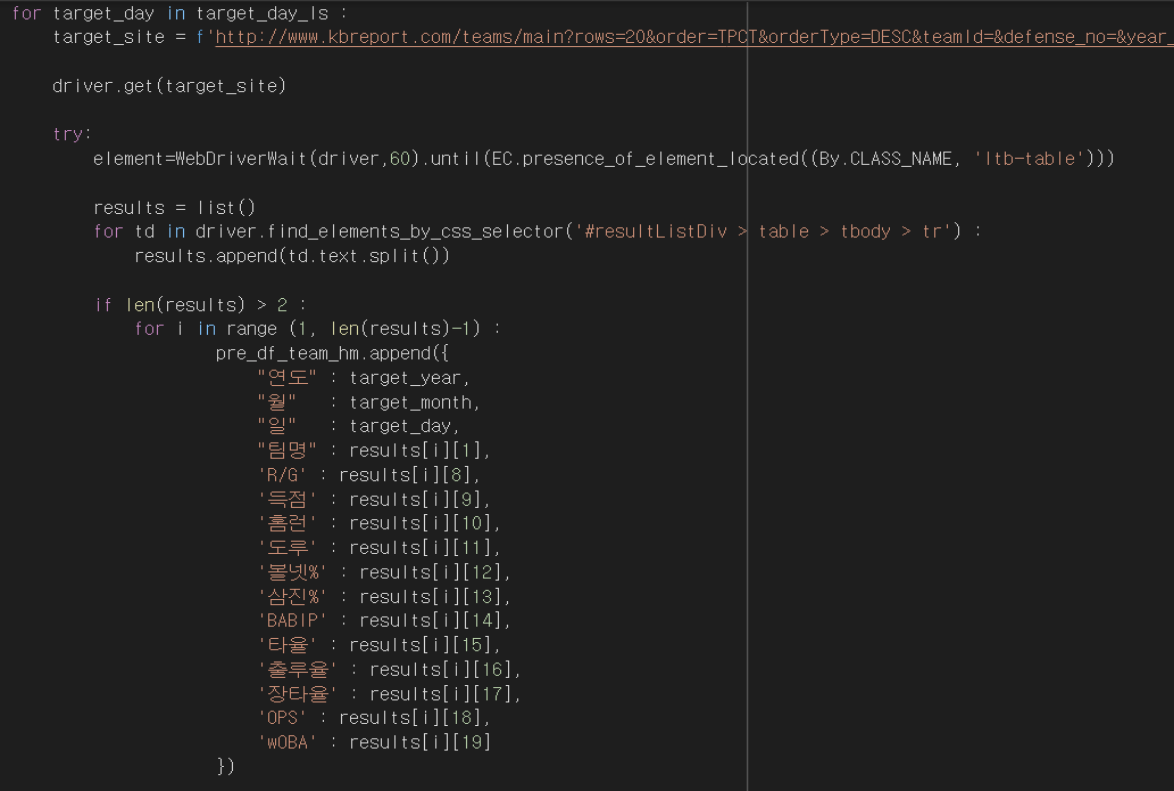 for target_day in target_day_ls :
    target_site = f'http://www.kbreport.com/teams/main?rows=20&order=TPCT&orderType=DESC&teamId=&defense_no=&year_
    driver.get(target_site)
    try:
        element=WebDriverWait(driver,60).until(EC.presence_of_element_located((By.CLASS_NAME, 'ltb-table')))
        results = list()
        for td in driver.find_elements_by_css_selector('#resultListDiv > table > tbody > tr') :
            results.append(td.text.split())
        if len(results) > 2 :
            for i in range (1, len(results)-1) :
                    pre_df_team_hm.append({
                        "연도" : target_year,
                        "월"   : target_month,
                        "일"   : target_day,
                        "팀명" : results[i][1],
                        'R/G' : results[i][8],
                        '득점' : results[i][9],
                        '홈런' : results[i][10],
                        '도루' : results[i][11],
                        '볼넷%' : results[i][12],
                        '삼진%' : results[i][13],
                        'BABIP' : results[i][14],
                        '타율' : results[i][15],
                        '출루율' : results[i][16],
                        '장타율' : results[i][17],
                        'OPS' : results[i][18],
                        'wOBA' : results[i][19]
                    })